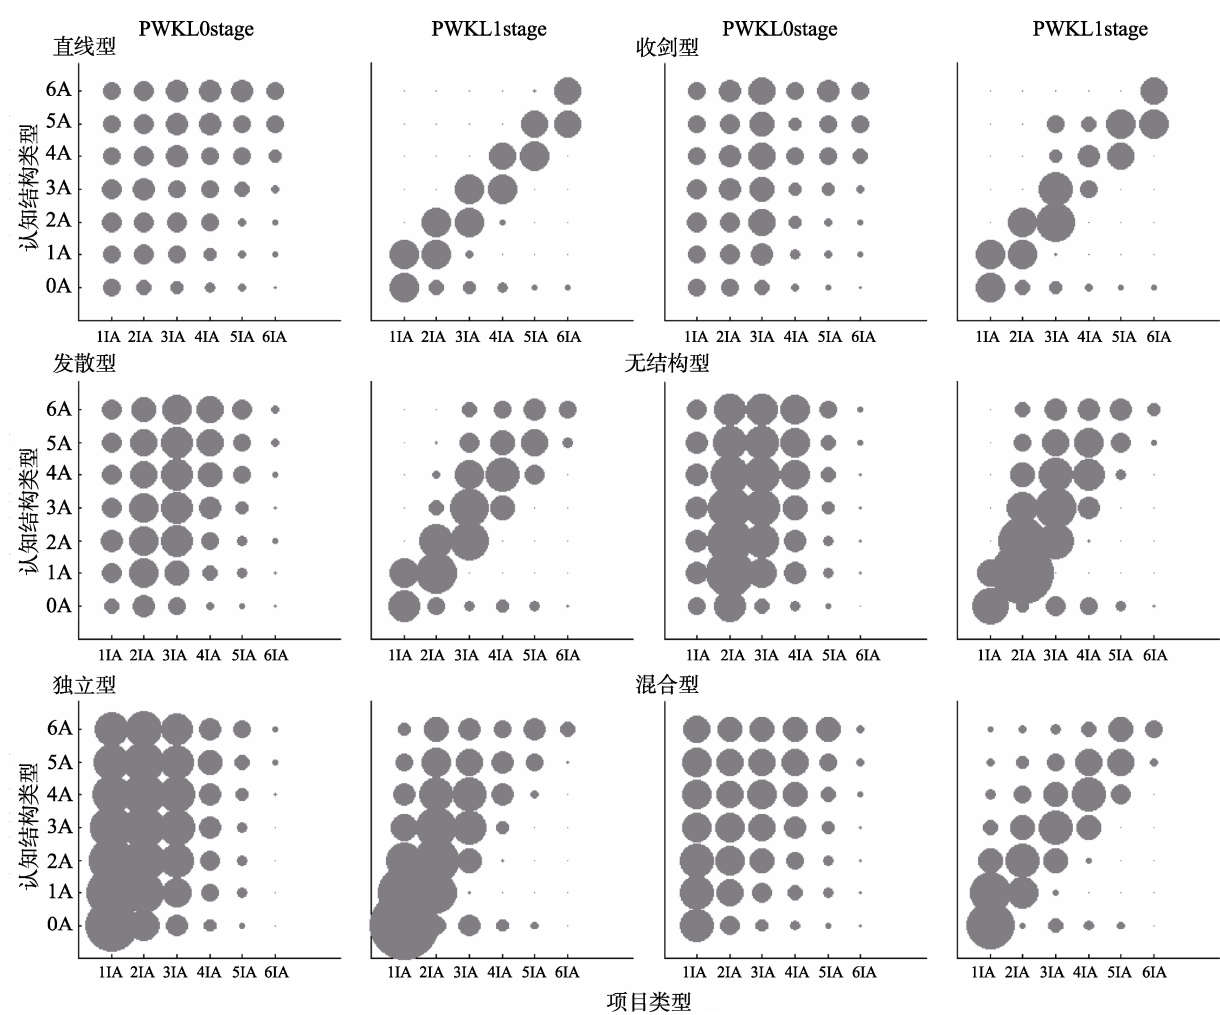 PWKL0stage PWKL1stage PWKL0stage PWKL1stage
直线型 收剑型
认知结构类型
6A
5A
4A
3A
2A
1A
0A
1IA 2IA 3IA 4IA 5IA 6IA 1IA 2IA 3IA 4IA 5IA 6IA 1IA 2IA 3IA 4IA 5IA 6IA 1IA 2IA 3IA 4IA 5IA 6IA
发散型 无结构型
认知结构类型
6A
5A
4A
3A
2A
1A
0A
1IA 2IA 3IA 4IA 5IA 6IA 1IA 2IA 3IA 4IA 5IA 6IA 1IA 2IA 3IA 4IA 5IA 6IA 1IA 2IA 3IA 4IA 5IA 6IA
独立型 混合型
认知结构类型
6A
5A
4A
3A
2A
1A
0A
1IA 2IA 3IA 4IA 5IA 6IA 1IA 2IA 3IA 4IA 5IA 6IA 1IA 2IA 3IA 4IA 5IA 6IA 1IA 2IA 3IA 4IA 5IA 6IA
项目类型